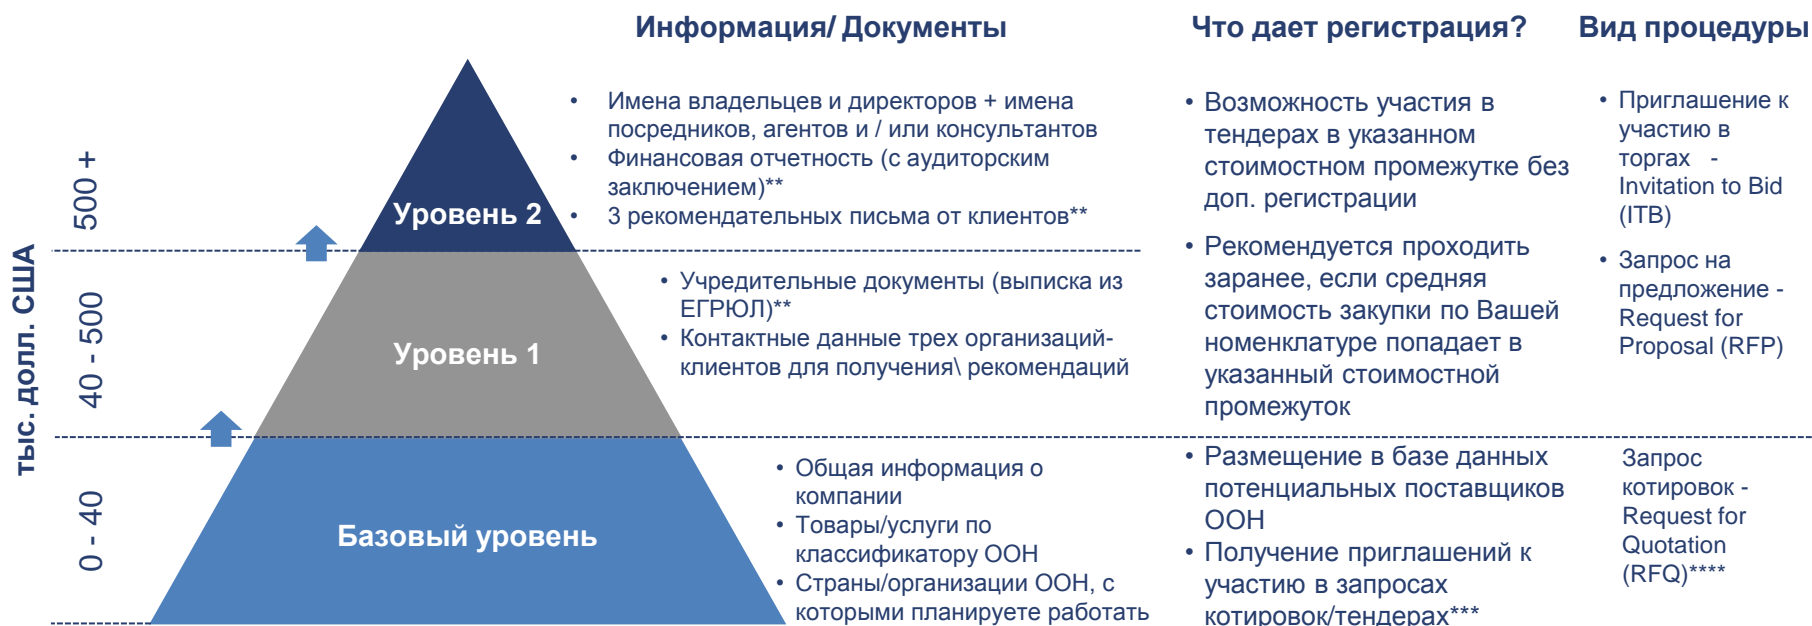 Информация/ Документы
Что дает регистрация?
Вид процедуры
тыс. долл. США
500 +
Уровень 2
• Имена владельцев и директоров + имена
посредников, агентов и / или консультантов
• Финансовая отчетность (с аудиторским
заключением)**
• 3 рекомендательных письма от клиентов**
• Возможность участия в
тендерах в указанном
стоимостном промежутке без
доп. регистрации
• Рекомендуется проходить
заранее, если средняя
стоимость закупки по Вашей
номенклатуре попадает в
указанный стоимостной
промежуток
• Приглашение к
участию в
торгах -
Invitation to Bid
(ITB)
• Запрос на
предложение -
Request for
Proposal (RFP)
40 - 500
Уровень 1
• Учредительные документы (выписка из
ЕГРЮЛ)**
• Контактные данные трех организаций-
клиентов для получения\ рекомендаций
0 - 40
Базовый уровень
• Общая информация о
компании
• Товары/услуги по
классификатору ООН
• Страны/организации ООН, с
которыми планируете работать
• Размещение в базе данных
потенциальных поставщиков
ООН
• Получение приглашений к
участию в запросах
котировок/тендерах***
Запрос
котировок -
Request for
Quotation
(RFQ)****